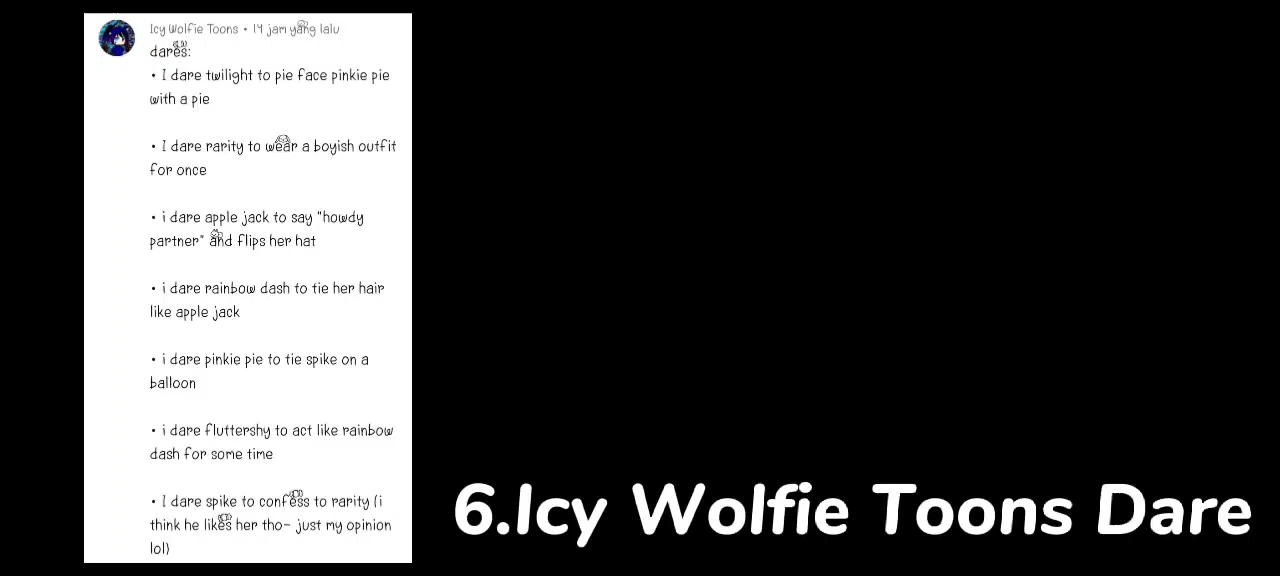 Icy Wolfie Toons • 14 jam yang lalu
dares:
• I dare twilight to pie face pinkie pie
with a pie
• I dare rarity to wear a boyish outfit
for once
• i dare apple jack to say "howdy
partner" and flips her hat
• i dare rainbow dash to tie her hair
like apple jack
• i dare pinkie pie to tie spike on a
balloon
• i dare fluttershy to act like rainbow
dash for some time
• I dare spike to confess to rarity (i
think he likes her tho- just my opinion
lol)
6.Icy Wolfie Toons Dare